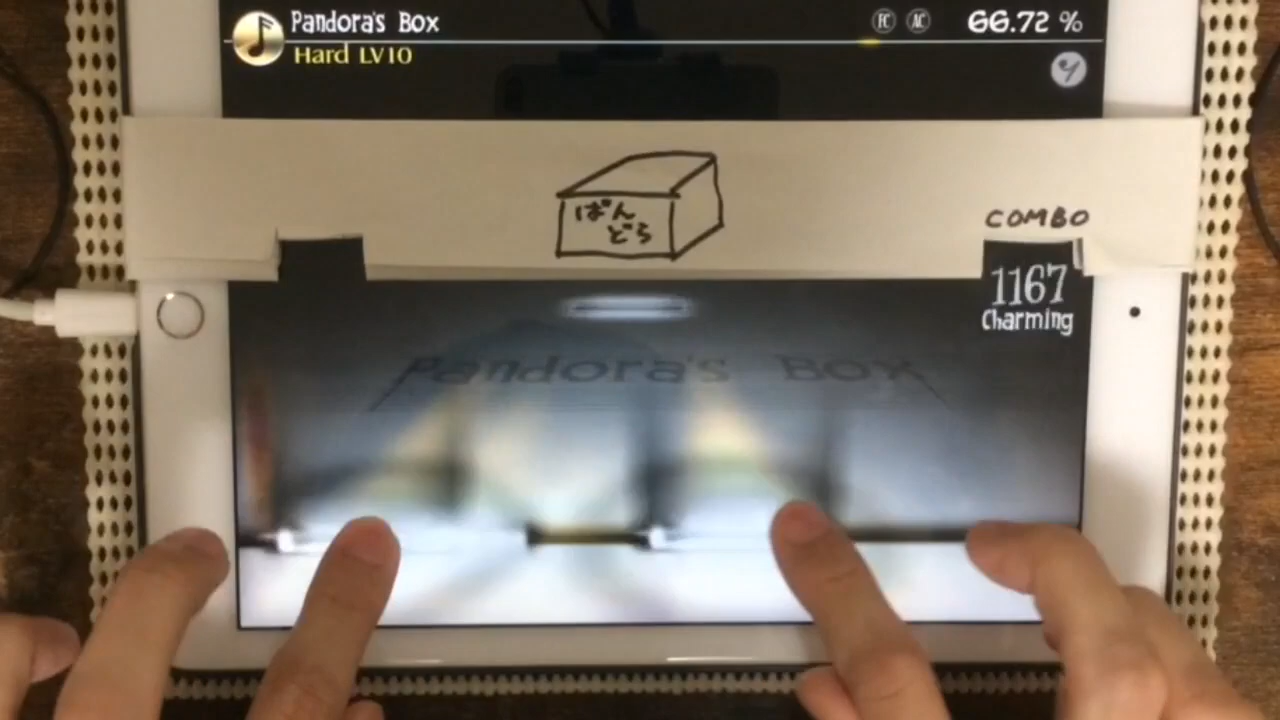 Pandora's Box
FC AC
66.72 %
Hard LV10
ぱん
どら
COMBO
1167
Charming
Pandora's Box